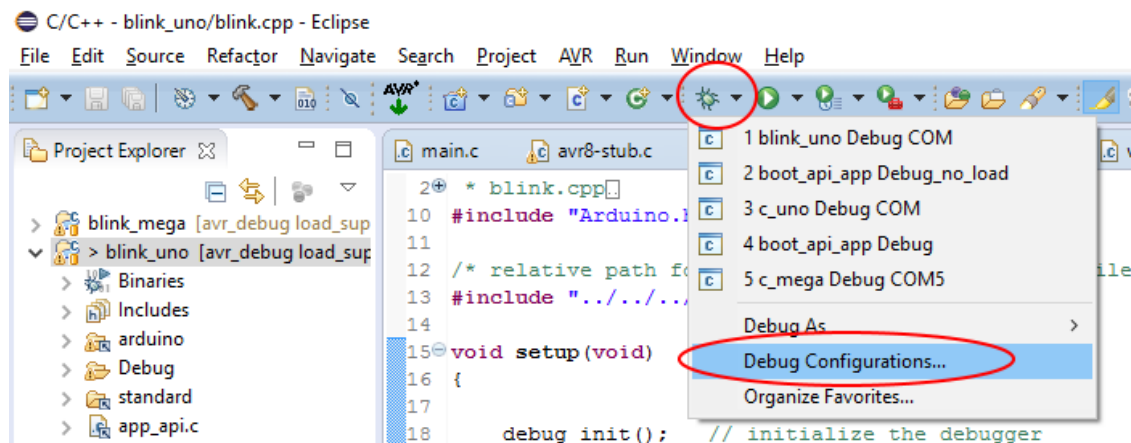 C/C++ - blink_uno/blink.cpp - Eclipse
File Edit Source Refactor Navigate Search Project AVR Run Window Help
AVR
010
Project Explorer
main.c
avr8-stub.c
blink_mega [avr_debug load_sup
> blink_uno [avr_debug load_sup
Binaries
Includes
arduino
Debug
standard
app_api.c
2 * blink.cpp
10 #include "Arduino.
11
12 /* relative path fo
13 #include "../../../
14
15 void setup(void)
16 {
17
18 debug_init(); // initialize the debugger
1 blink_uno Debug COM
2 boot_api_app Debug_no_load
3 c_uno Debug COM
4 boot_api_app Debug
5 c_mega Debug COM5
Debug As
Debug Configurations...
Organize Favorites...
ile